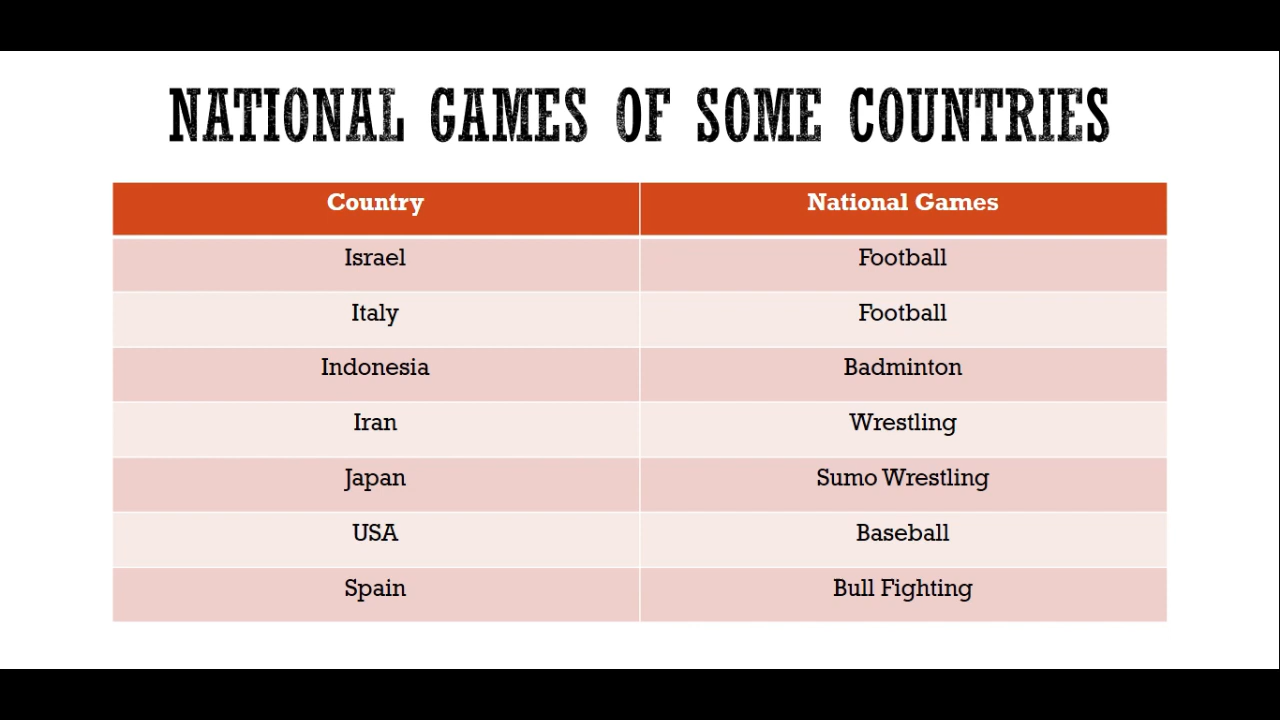 NATIONAL GAMES OF SOME COUNTRIES
Country National Games
Israel Football
Italy Football
Indonesia Badminton
Iran Wrestling
Japan Sumo Wrestling
USA Baseball
Spain Bull Fighting